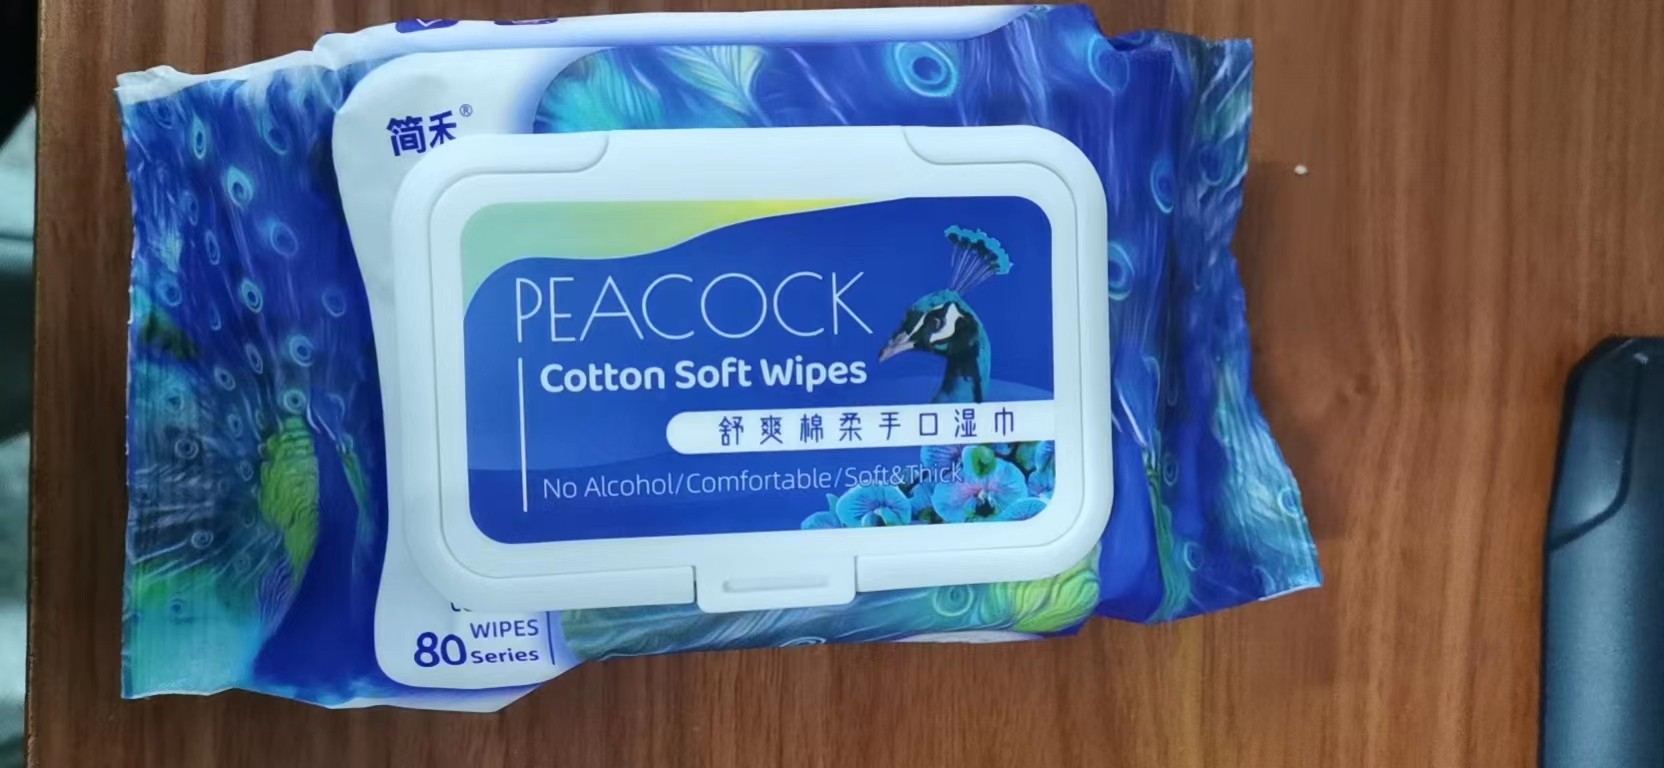 简禾®
PEACOCK
Cotton Soft Wipes
舒爽棉柔手口湿巾
No Alcohol/Comfortable/Soft&Thick
80 WIPES
Series